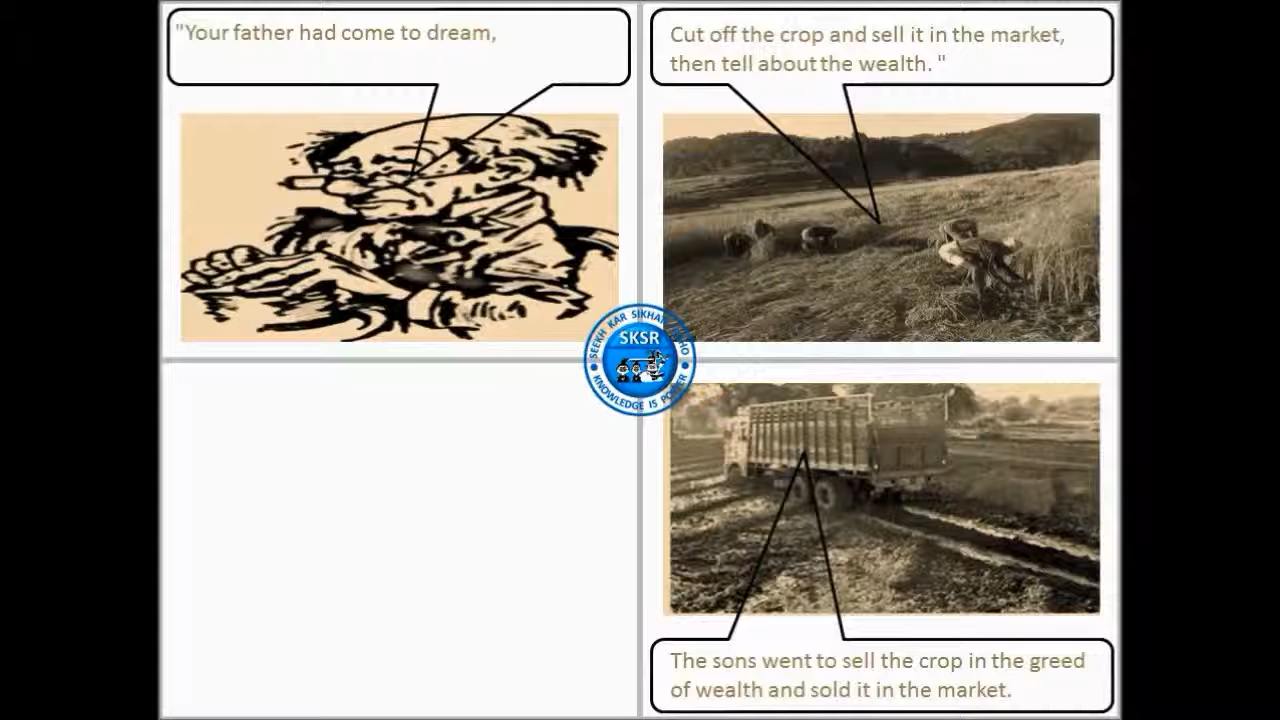 "Your father had come to dream,
Cut off the crop and sell it in the market,
then tell about the wealth. "
SEEKH KAR SIKHATE RAHO
SKSR
KNOWLEDGE IS POWER
The sons went to sell the crop in the greed
of wealth and sold it in the market.